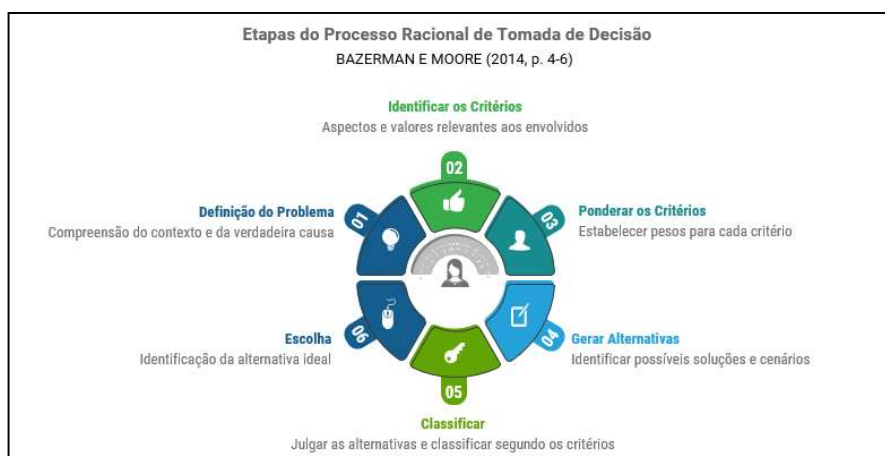 Etapas do Processo Racional de Tomada de Decisão
BAZERMAN E MOORE (2014, p. 4-6)
01
Definição do Problema
Compreensão do contexto e da verdadeira causa
02
Identificar os Critérios
Aspectos e valores relevantes aos envolvidos
03
Ponderar os Critérios
Estabelecer pesos para cada critério
04
Gerar Alternativas
Identificar possíveis soluções e cenários
05
Classificar
Julgar as alternativas e classificar segundo os critérios
06
Escolha
Identificação da alternativa ideal